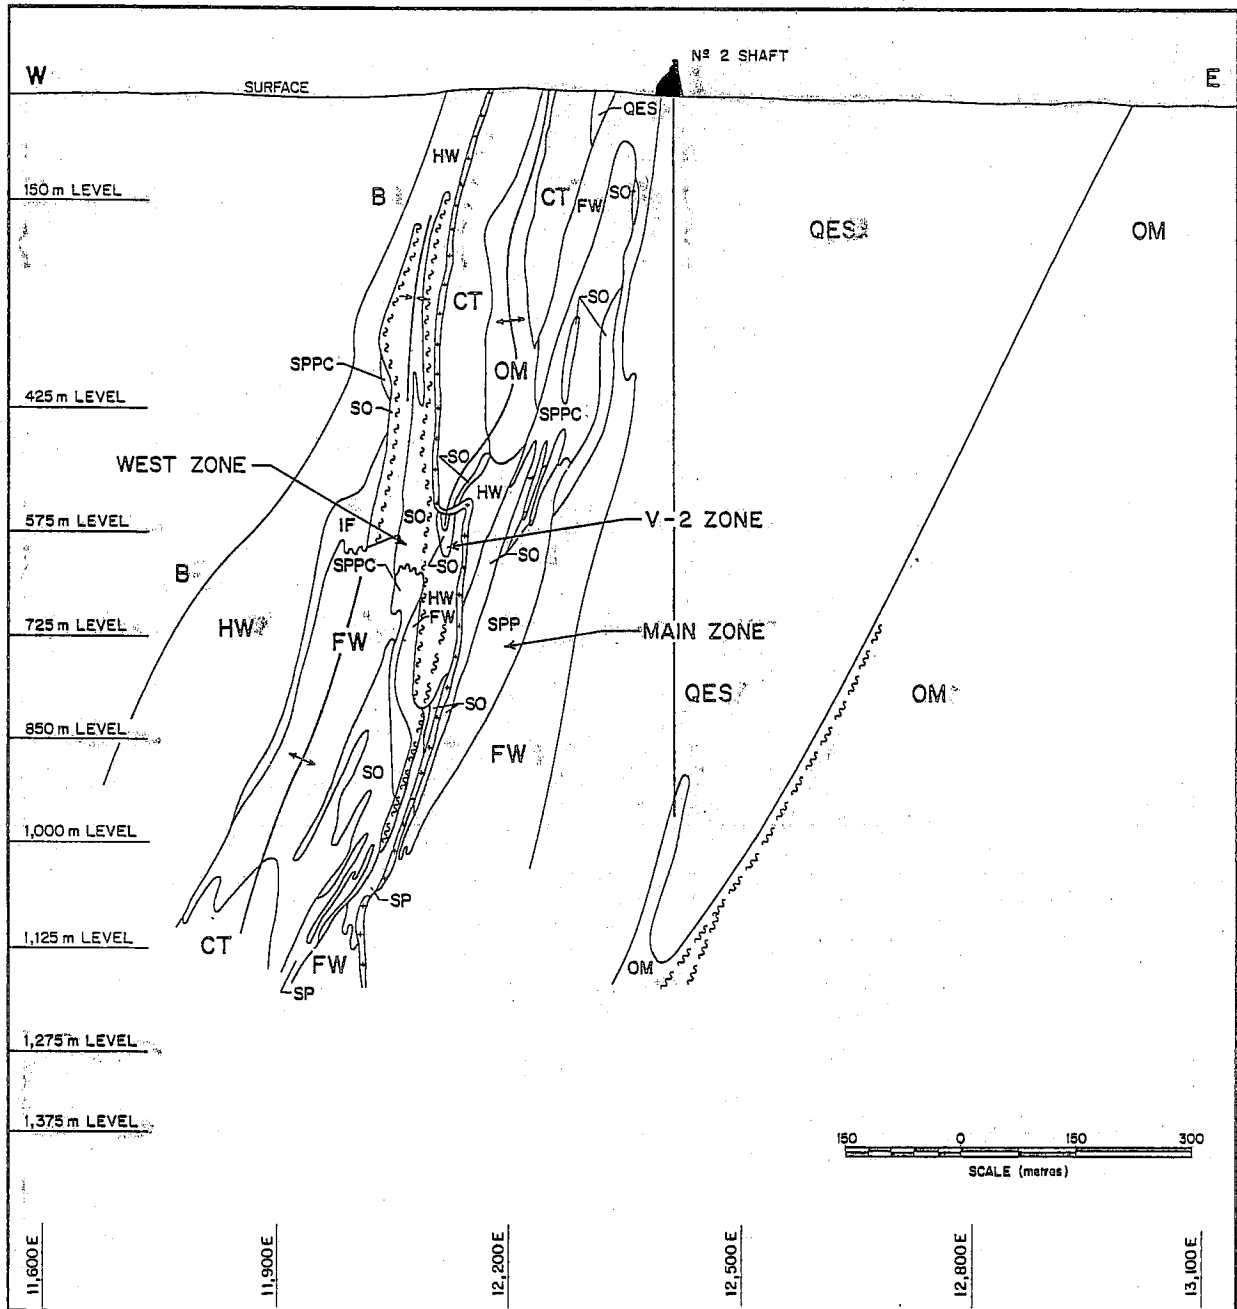 Nº 2 SHAFT
W
E
SURFACE
QES
HW
150 m LEVEL
B
CT
FW
SO
QES
OM
CT
SO
SPPC
OM
425 m LEVEL
SO
SPPC
WEST ZONE
SO
HW
IF
SO
V-2 ZONE
575 m LEVEL
SO
SO
SPPC
B
HW
FW
725 m LEVEL
HW
FW
SPP
MAIN ZONE
QES
OM
SO
850 m LEVEL
FW
SO
1,000 m LEVEL
SP
CT
1,125 m LEVEL
FW
OM
SP
1,275 m LEVEL
1,375 m LEVEL
150 0 150 300
SCALE (metres)
11,600 E
11,900 E
12,200 E
12,500 E
12,800 E
13,100 E